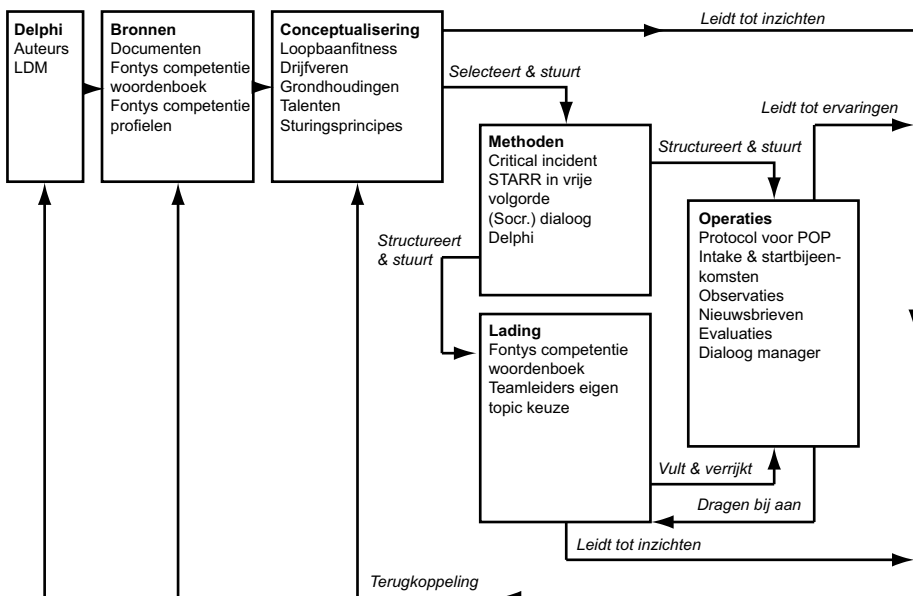 Delphi
Auteurs
LDM
Bronnen
Documenten
Fontys competentie
woordenboek
Fontys competentie
profielen
Conceptualisering
Loopbaanfitness
Drijfveren
Grondhoudingen
Talenten
Sturingsprincipes
Leidt tot inzichten
Selecteert & stuurt
Leidt tot ervaringen
Methoden
Critical incident
STARR in vrije
volgorde
(Socr.) dialoog
Delphi
Structureert & stuurt
Operaties
Protocol voor POP
Intake & startbijeen-
komsten
Observaties
Nieuwsbrieven
Evaluaties
Dialoog manager
Structureert
& stuurt
Lading
Fontys competentie
woordenboek
Teamleiders eigen
topic keuze
Vult & verrijkt
Dragen bij aan
Leidt tot inzichten
Terugkoppeling